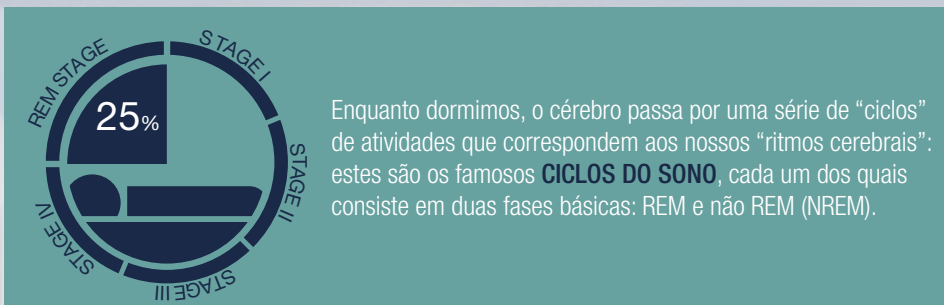 REM STAGE
STAGE I
25%
STAGE II
STAGE III
STAGE IV
Enquanto dormimos, o cérebro passa por uma série de “ciclos”
de atividades que correspondem aos nossos “ritmos cerebrais”:
estes são os famosos CICLOS DO SONO, cada um dos quais
consiste em duas fases básicas: REM e não REM (NREM).